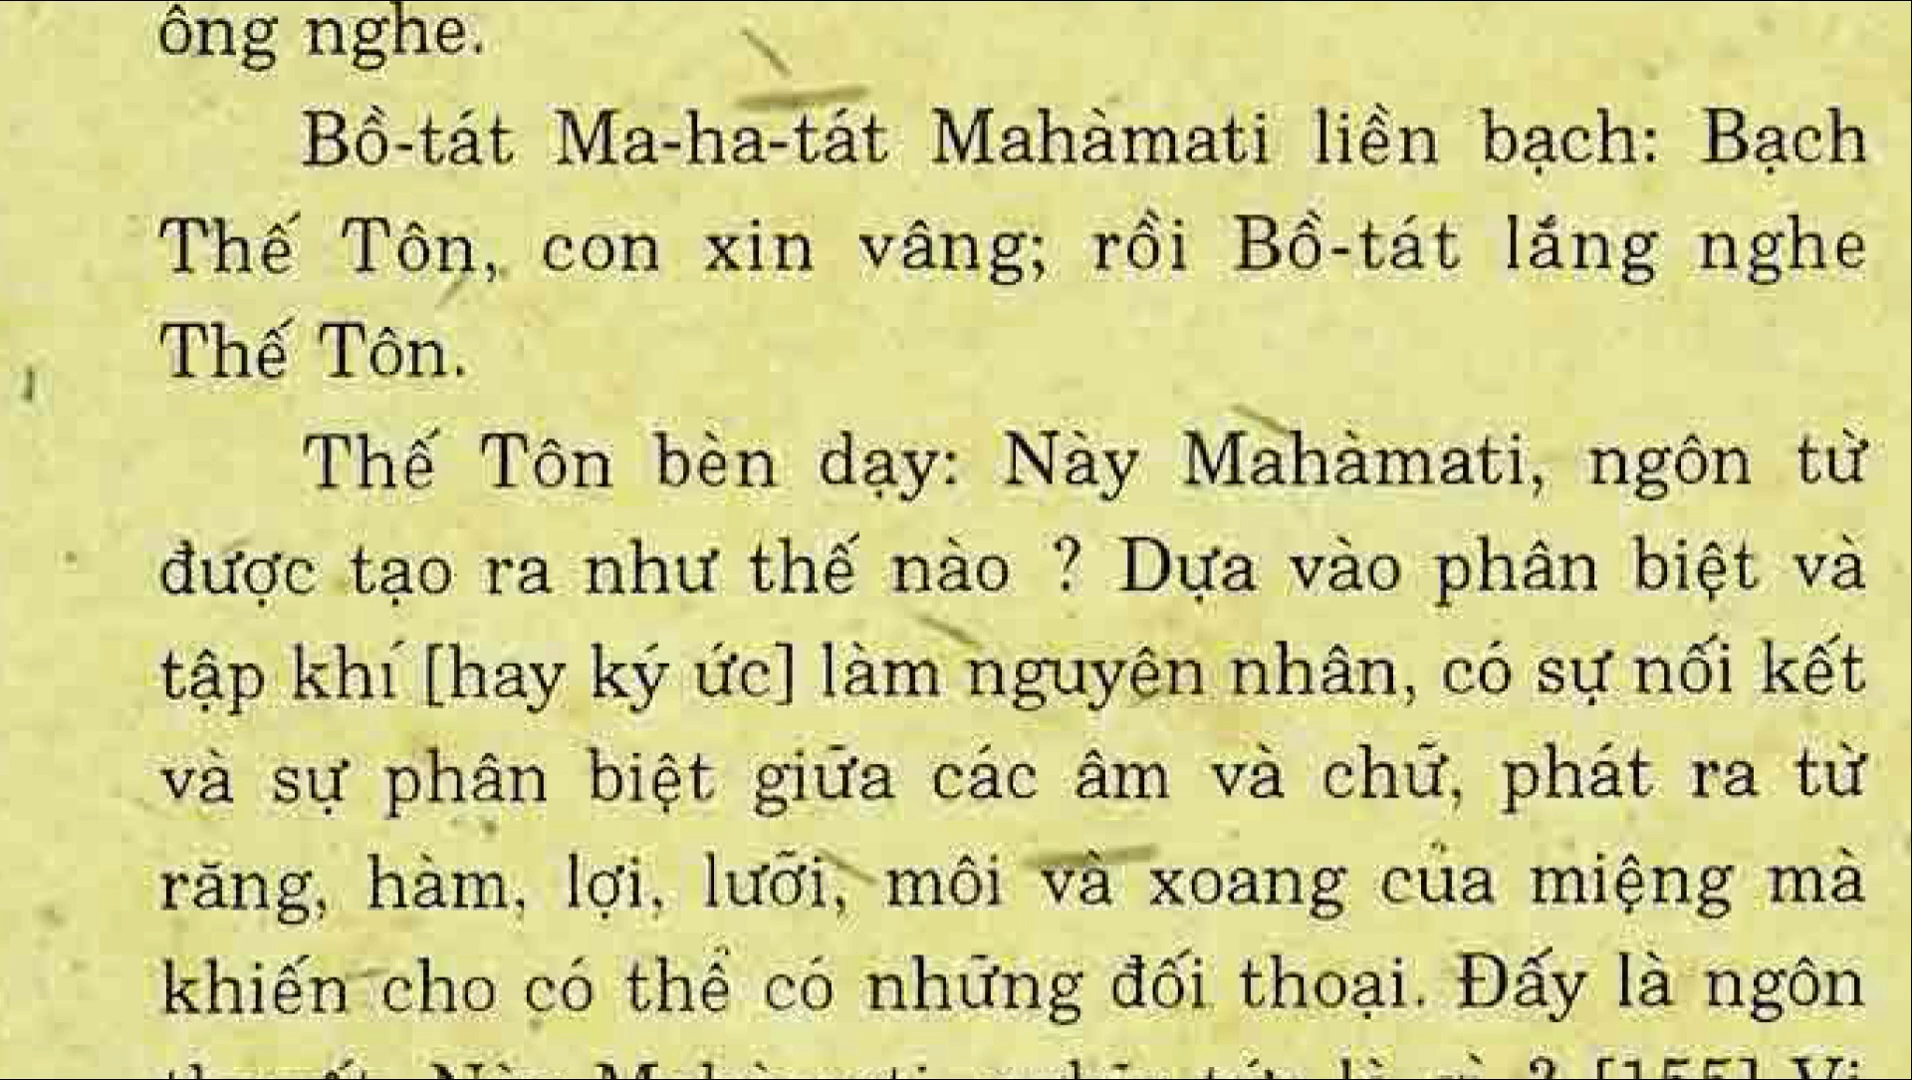 ông nghe.
Bồ-tát Ma-ha-tát Mahàmati liền bạch: Bạch
Thế Tôn, con xin vâng; rồi Bồ-tát lắng nghe
Thế Tôn.
Thế Tôn bèn dạy: Này Mahàmati, ngôn từ
được tạo ra như thế nào ? Dựa vào phân biệt và
tập khí [hay ký ức] làm nguyên nhân, có sự nối kết
và sự phân biệt giữa các âm và chữ, phát ra từ
răng, hàm, lợi, lưỡi, môi và xoang của miệng mà
khiến cho có thể có những đối thoại. Đấy là ngôn